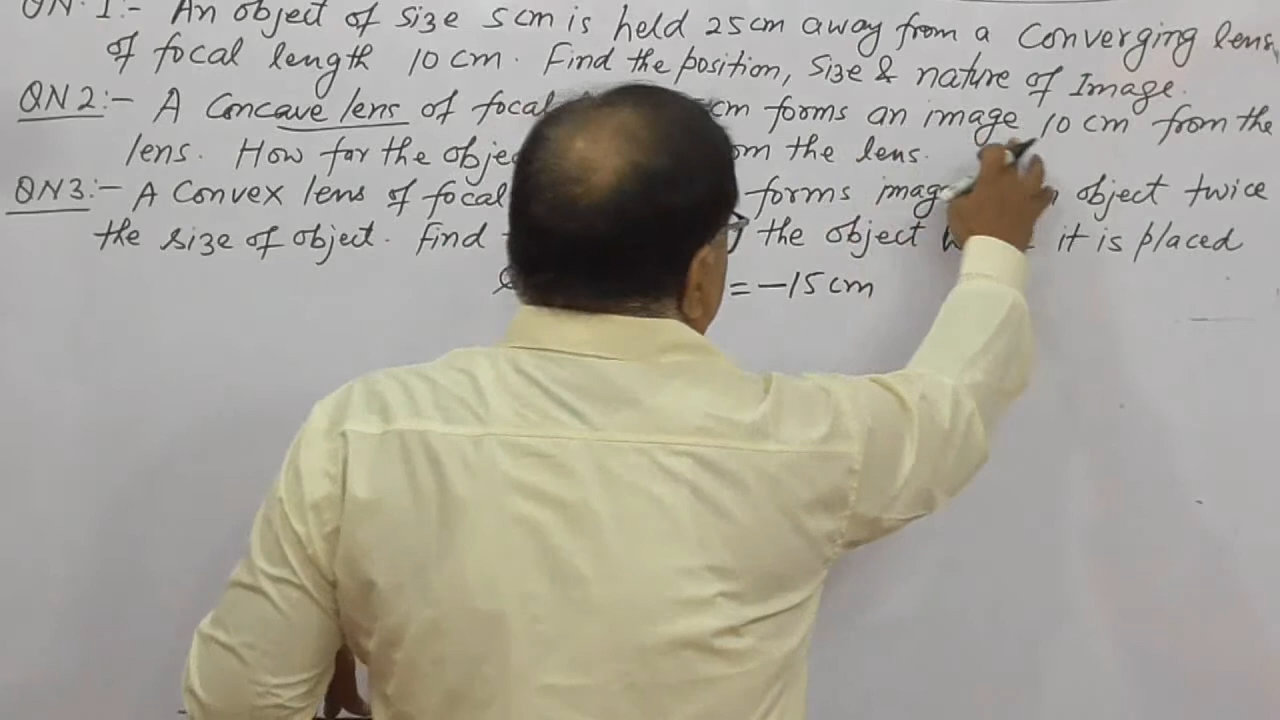 QN. 1:- An object of size 5cm is held 25cm away from a converging lens,
of focal length 10 cm. Find the position, size & nature of Image.
QN 2:- A Concave lens of focal cm forms an image 10 cm from the
lens. How far the the lens.
QN3:- A Convex lens of focal forms object twice
the size of object. Find the object it is placed
= -15 cm